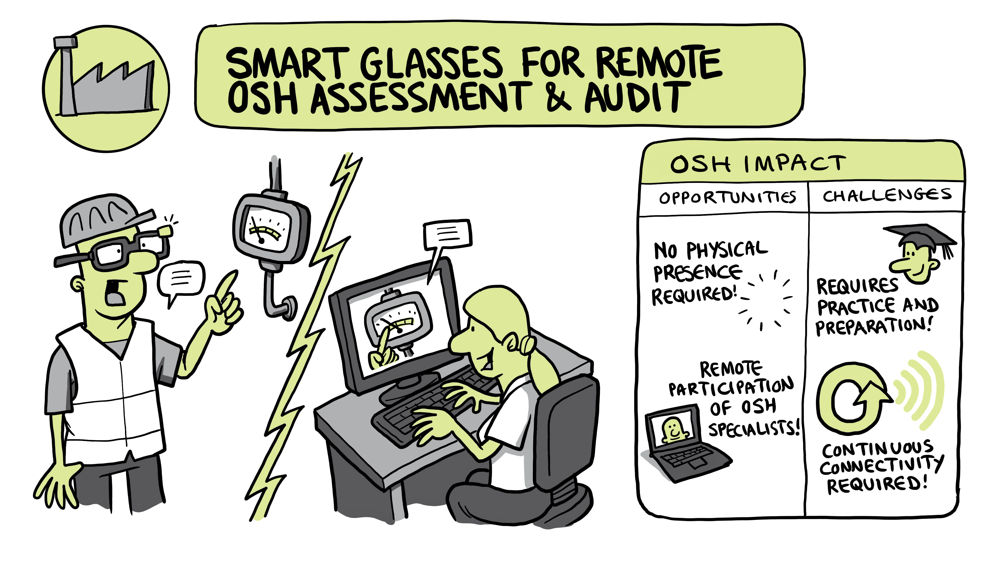 SMART GLASSES FOR REMOTE
OSH ASSESSMENT & AUDIT
OSH IMPACT
OPPORTUNITIES
NO PHYSICAL
PRESENCE
REQUIRED!
REMOTE
PARTICIPATION
OF OSH
SPECIALISTS!
CHALLENGES
REQUIRES
PRACTICE AND
PREPARATION!
CONTINUOUS
CONNECTIVITY
REQUIRED!